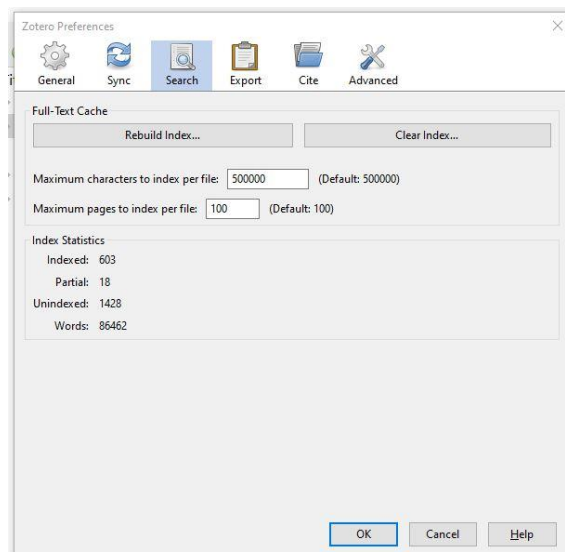 Zotero Preferences
General Sync Search Export Cite Advanced
Full-Text Cache
Rebuild Index... Clear Index...
Maximum characters to index per file: 500000 (Default: 500000)
Maximum pages to index per file: 100 (Default: 100)
Index Statistics
Indexed: 603
Partial: 18
Unindexed: 1428
Words: 86462
OK Cancel Help